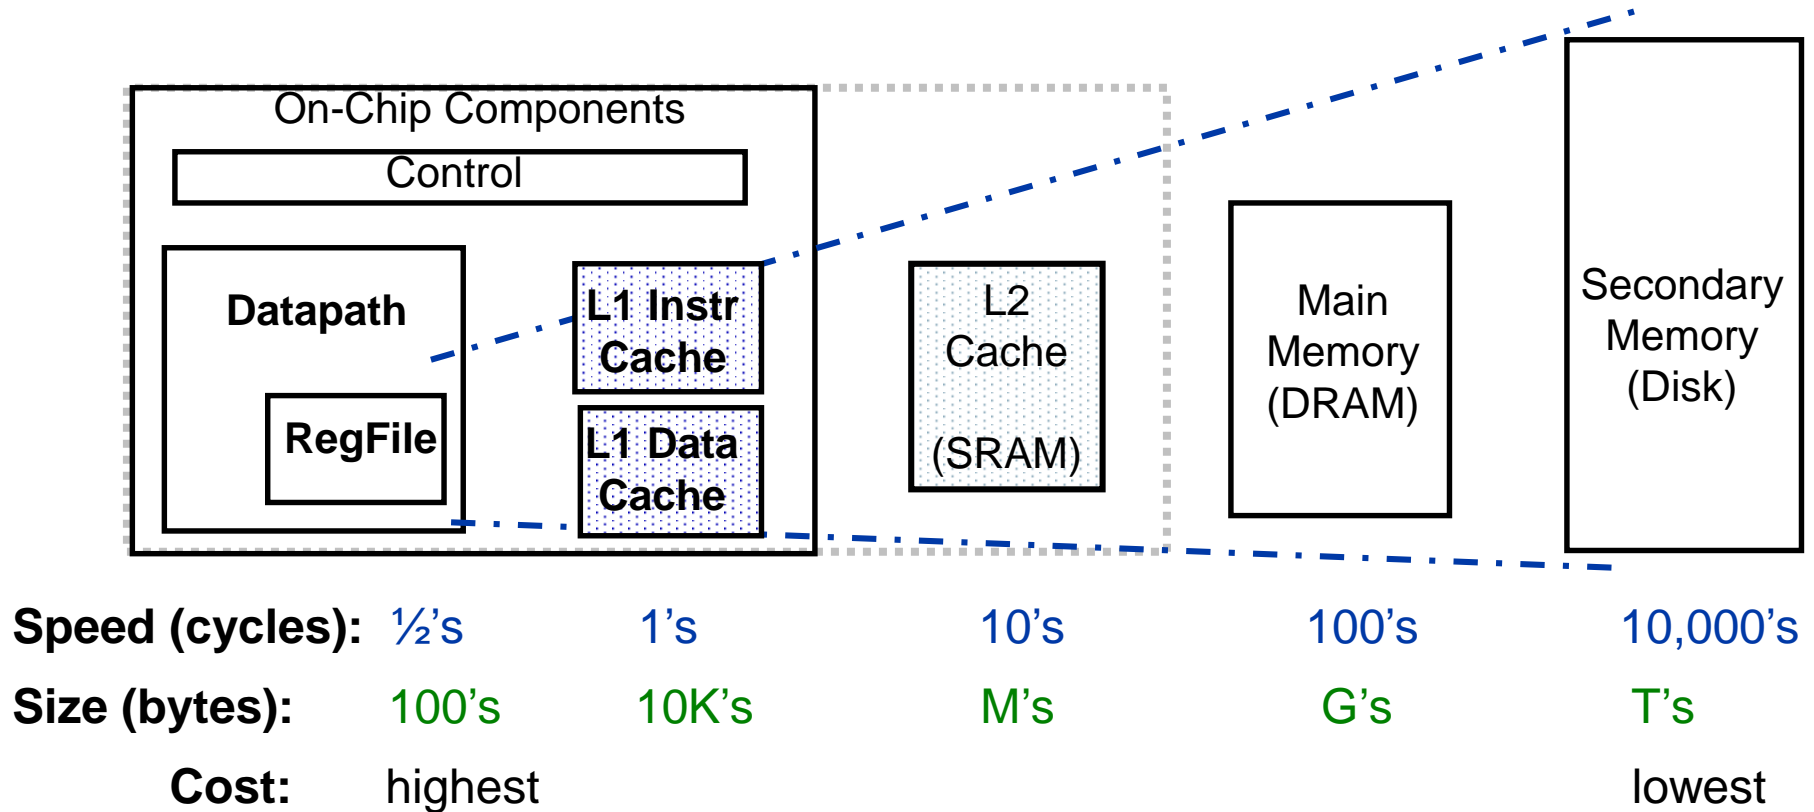 On-Chip Components
Control
Datapath
RegFile
L1 Instr
Cache
L1 Data
Cache
L2
Cache
(SRAM)
Main
Memory
(DRAM)
Secondary
Memory
(Disk)
Speed (cycles): ½’s 1’s 10’s 100’s 10,000’s
Size (bytes): 100’s 10K’s M’s G’s T’s
Cost: highest lowest